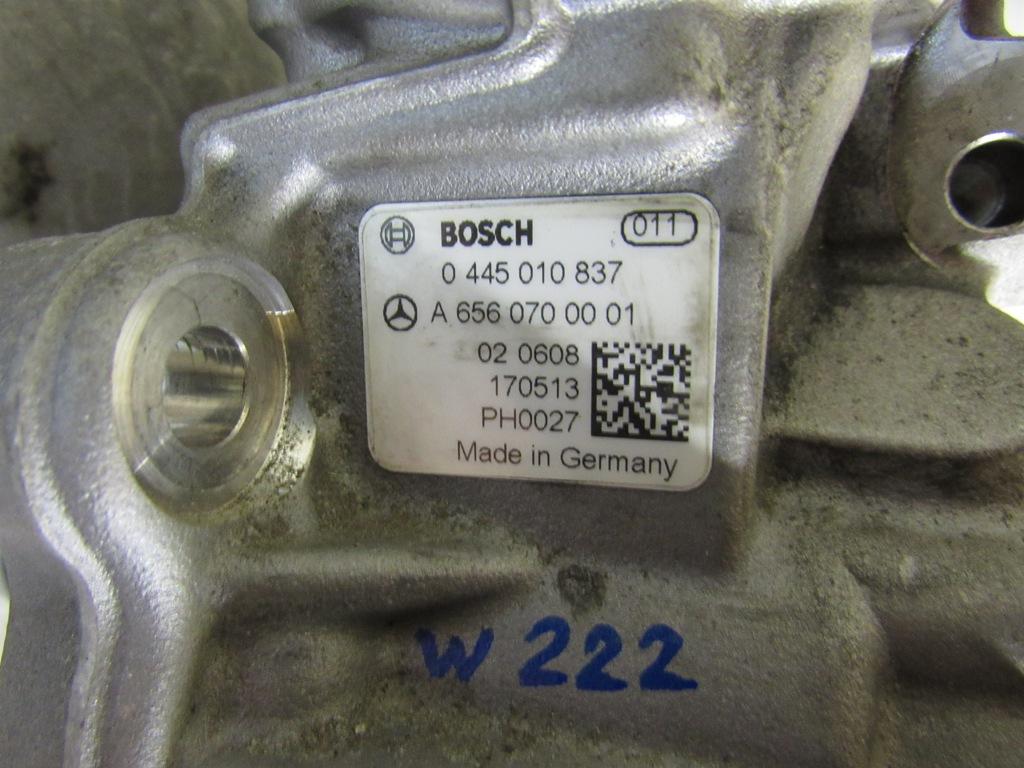 BOSCH 011
0 445 010 837
A 656 070 00 01
02 0608
170513
PH0027
Made in Germany
W 222